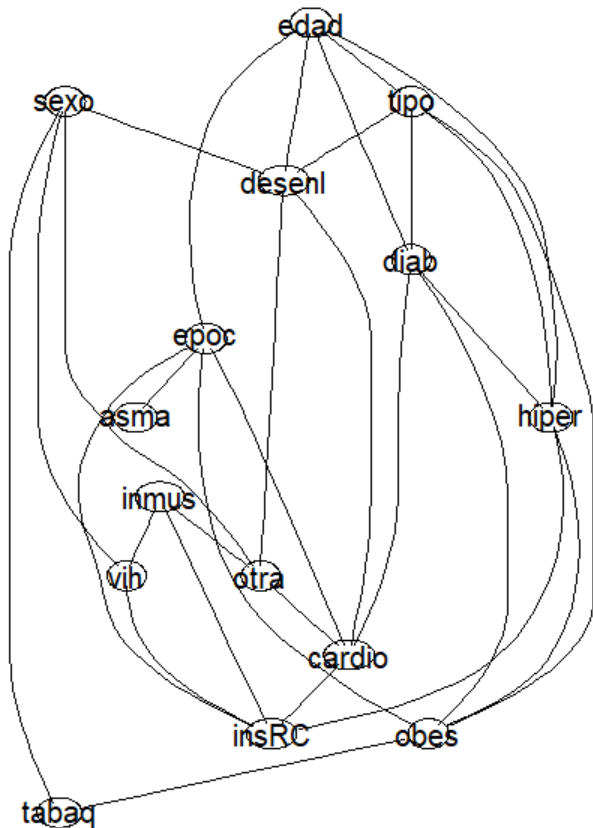 edad
sexo
tipo
desenl
diab
epoc
asma
hiper
inmus
vih
otra
cardio
insRC
obes
tabaq